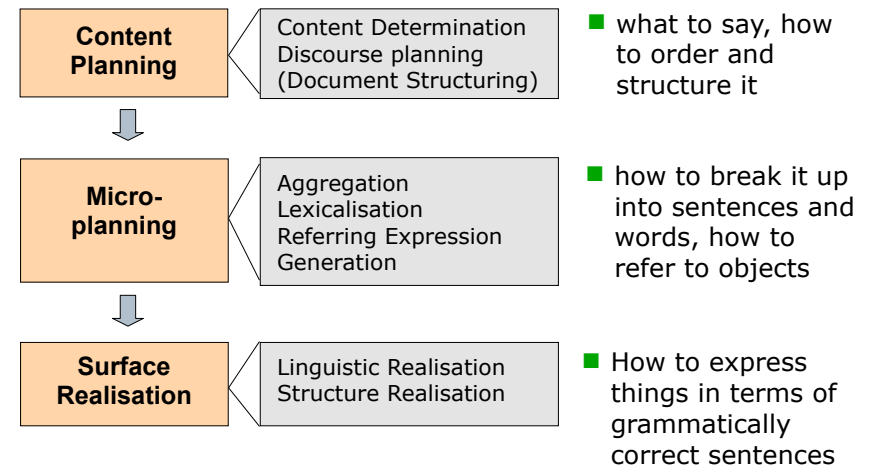 Content
Planning
Content Determination
Discourse planning
(Document Structuring)
what to say, how
to order and
structure it
Micro-
planning
Aggregation
Lexicalisation
Referring Expression
Generation
how to break it up
into sentences and
words, how to
refer to objects
Surface
Realisation
Linguistic Realisation
Structure Realisation
How to express
things in terms of
grammatically
correct sentences